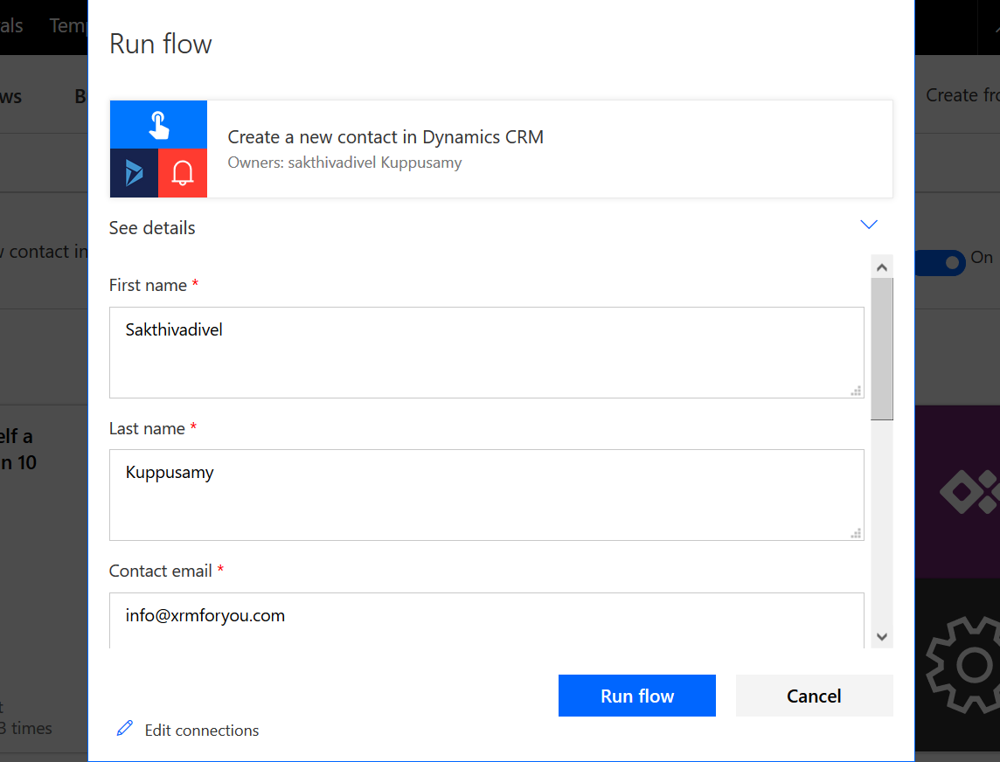 als
Temp
Run flow
ws
B
Create fro
Create a new contact in Dynamics CRM
Owners: sakthivadivel Kuppusamy
See details
w contact in
On
First name *
Sakthivadivel
Last name *
Kuppusamy
elf a
n 10
Contact email *
info@xrmforyou.com
Run flow
Cancel
t
3 times
Edit connections